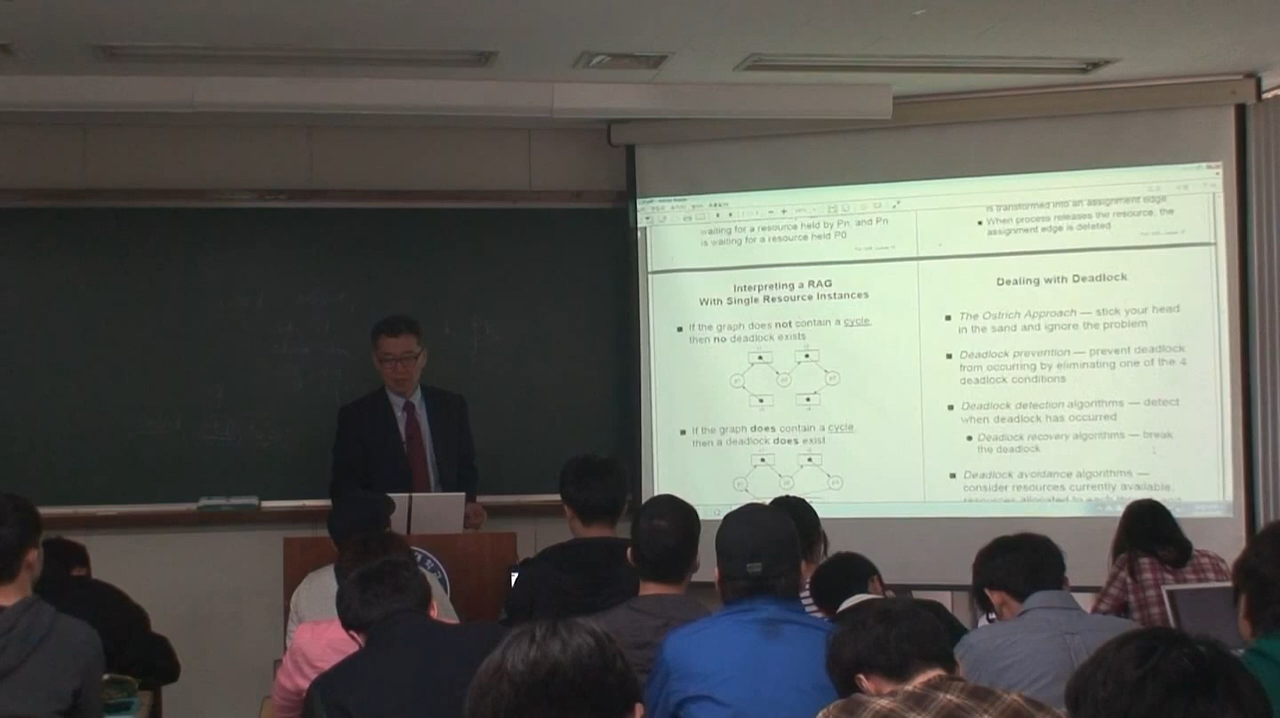 waiting for a resource held by Pn, and Pn
is waiting for a resource held P0
is transformed into an assignment edge
■ When process releases the resource, the
assignment edge is deleted
Interpreting a RAG
With Single Resource Instances
■ If the graph does not contain a cycle,
then no deadlock exists
■ If the graph does contain a cycle,
then a deadlock does exist
Dealing with Deadlock
■ The Ostrich Approach — stick your head
in the sand and ignore the problem
■ Deadlock prevention — prevent deadlock
from occurring by eliminating one of the 4
deadlock conditions
■ Deadlock detection algorithms — detect
when deadlock has occurred
● Deadlock recovery algorithms — break
the deadlock
■ Deadlock avoidance algorithms —
consider resources currently available,
resources allocated to each